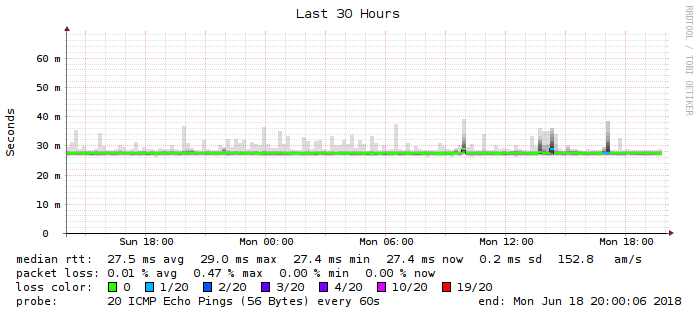 Last 30 Hours
RRDTOOL / TOBI OETIKER
Seconds
60 m
50 m
40 m
30 m
20 m
10 m
0
Sun 18:00 Mon 00:00 Mon 06:00 Mon 12:00 Mon 18:00
median rtt: 27.5 ms avg 29.0 ms max 27.4 ms min 27.4 ms now 0.2 ms sd 152.8 am/s
packet loss: 0.01 % avg 0.47 % max 0.00 % min 0.00 % now
loss color: 0 1/20 2/20 3/20 4/20 10/20 19/20
probe: 20 ICMP Echo Pings (56 Bytes) every 60s end: Mon Jun 18 20:00:06 2018